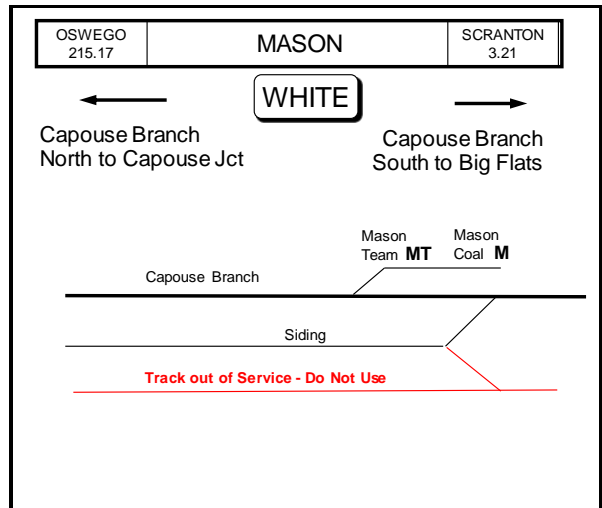 OSWEGO
215.17
MASON
SCRANTON
3.21
WHITE
Capouse Branch
North to Capouse Jct
Capouse Branch
South to Big Flats
Mason
Team MT
Mason
Coal M
Capouse Branch
Siding
Track out of Service - Do Not Use